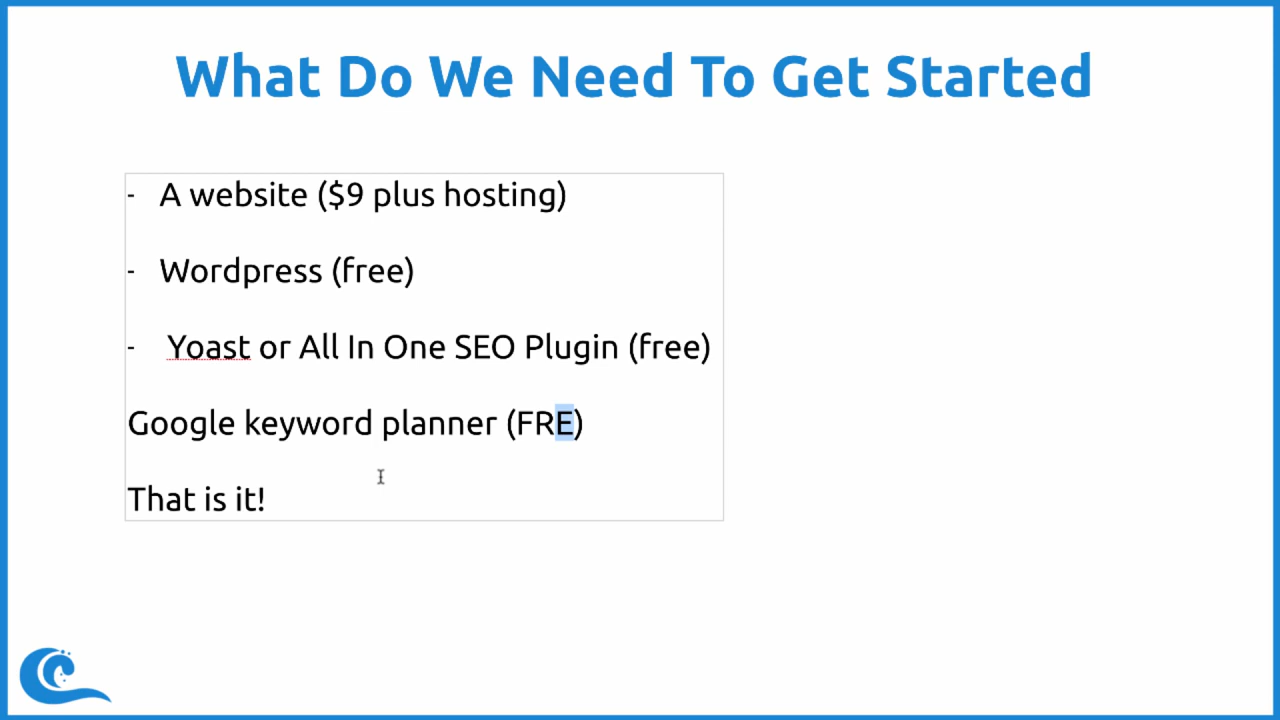 What Do We Need To Get Started
- A website ($9 plus hosting)
- Wordpress (free)
- Yoast or All In One SEO Plugin (free)
Google keyword planner (FRE)
That is it!